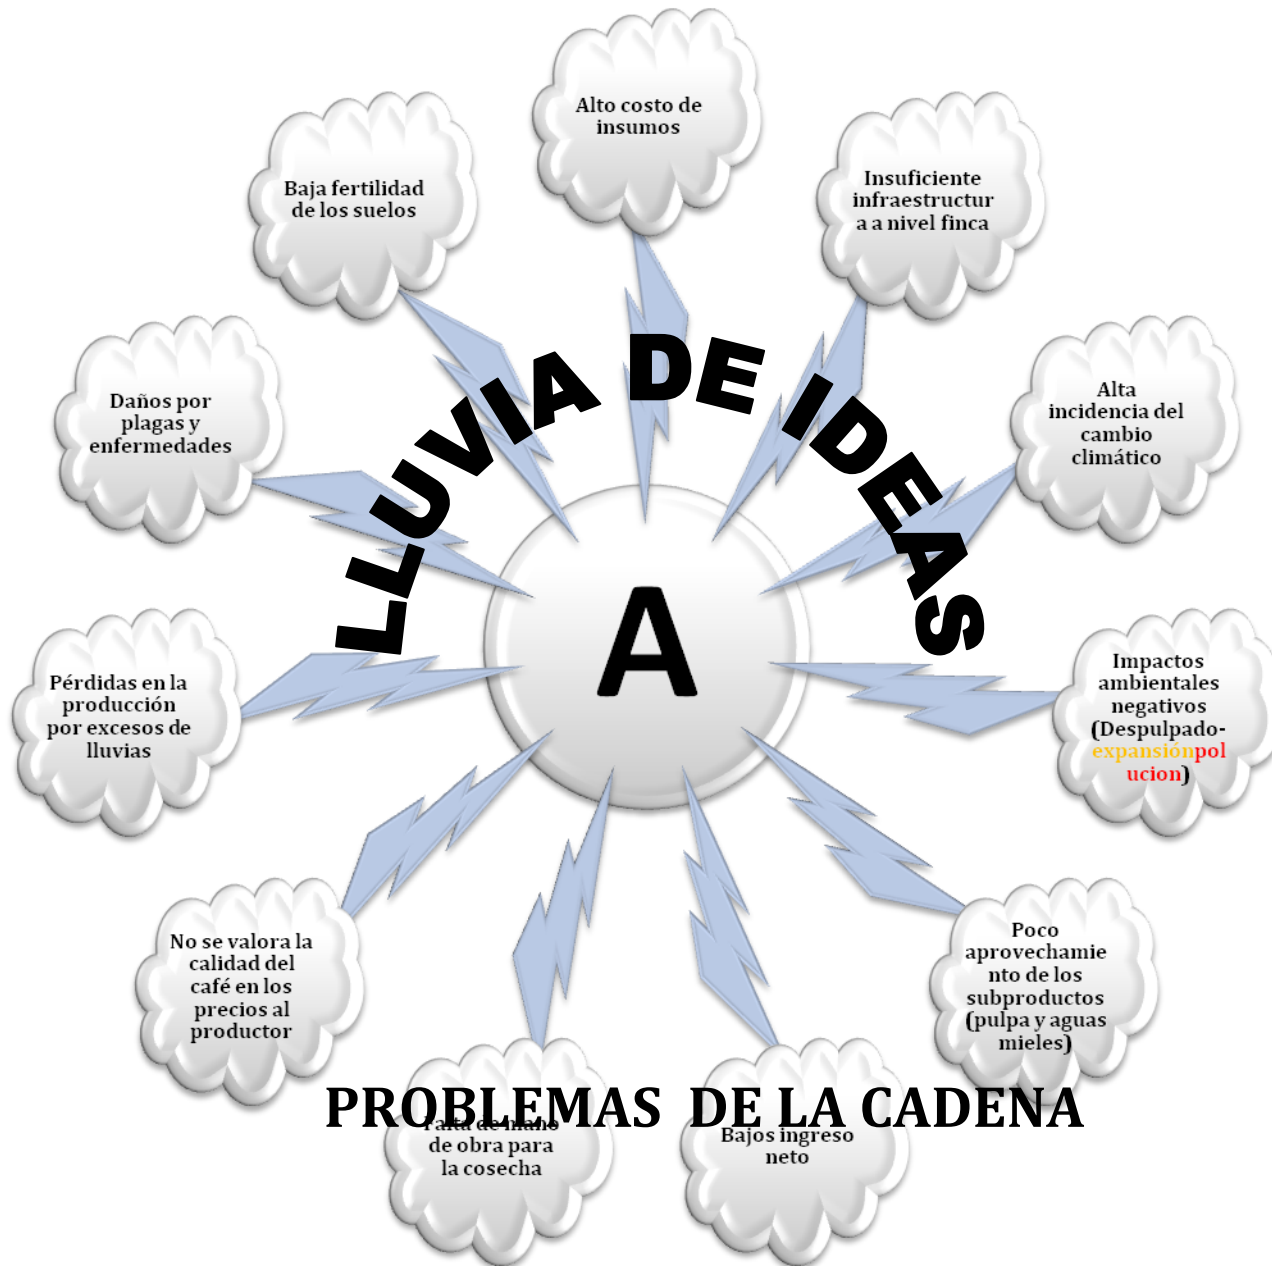 Alto costo de
insumos
Insuficiente
infraestructur
a a nivel finca
Alta
incidencia del
cambio
climático
Impactos
ambientales
negativos
(Despulpado-
expansiónpol
ucion)
Poco
aprovechamie
nto de los
subproductos
(pulpa y aguas
mieles)
Bajos ingreso
neto
Falta de mano
de obra para
la cosecha
No se valora la
calidad del
café en los
precios al
productor
Pérdidas en la
producción
por excesos de
lluvias
Daños por
plagas y
enfermedades
Baja fertilidad
de los suelos
LLUVIA DE IDEAS
A
PROBLEMAS DE LA CADENA